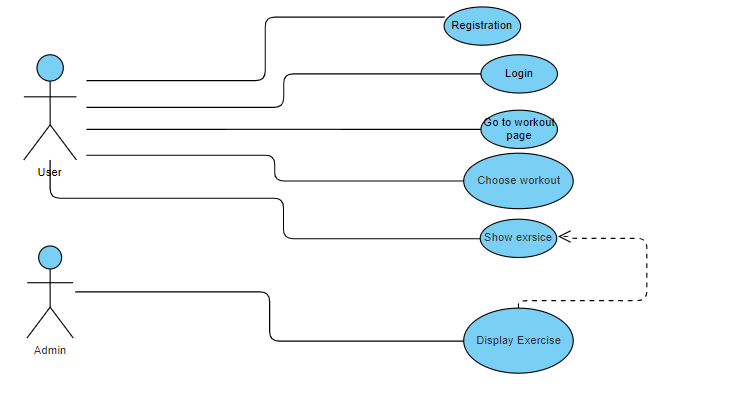 Registration
Login
Go to workout
page
User
Choose workout
Show exrsice
Admin
Display Exercise